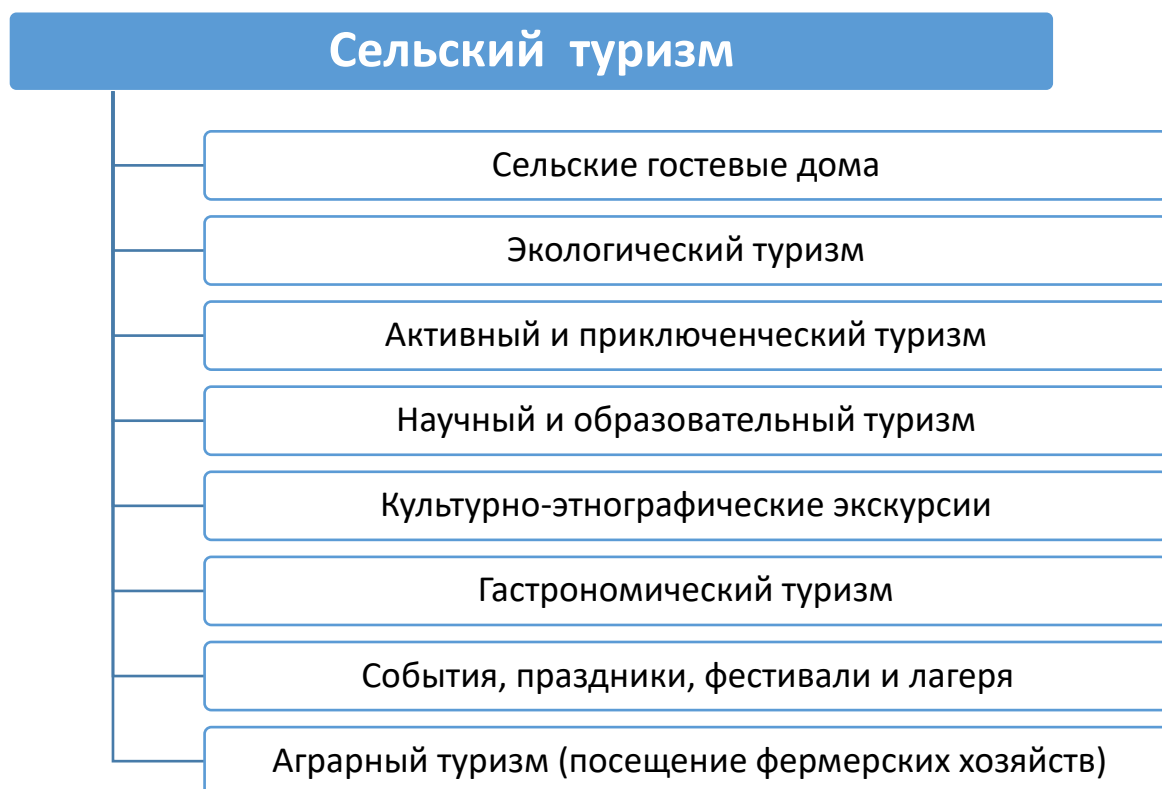 Сельский туризм
Сельские гостевые дома
Экологический туризм
Активный и приключенческий туризм
Научный и образовательный туризм
Культурно-этнографические экскурсии
Гастрономический туризм
События, праздники, фестивали и лагеря
Аграрный туризм (посещение фермерских хозяйств)